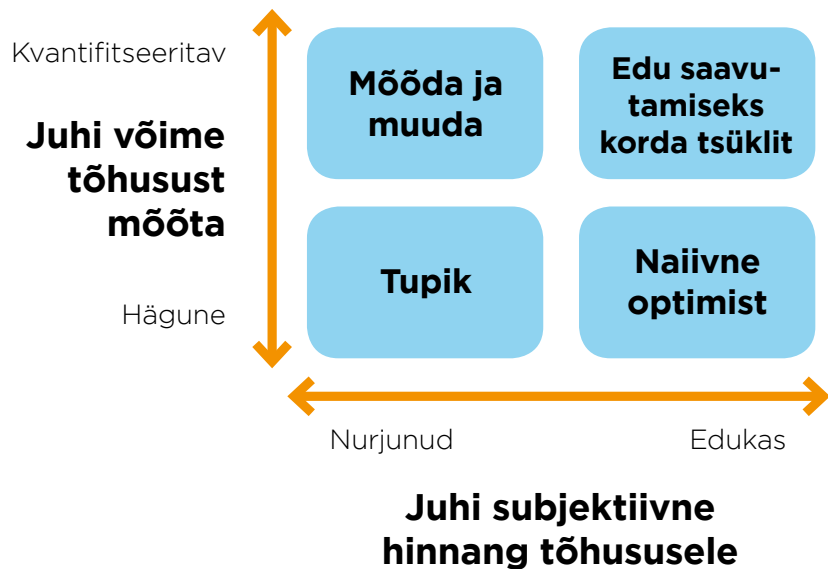 Kvantifitseeritav
Juhi võime
tõhusust
mõõta
Hägune
Mõõda ja
muuda
Edu saavu-
tamiseks
korda tsüklit
Tupik
Naiivne
optimist
Nurjunud
Edukas
Juhi subjektiivne
hinnang tõhususele